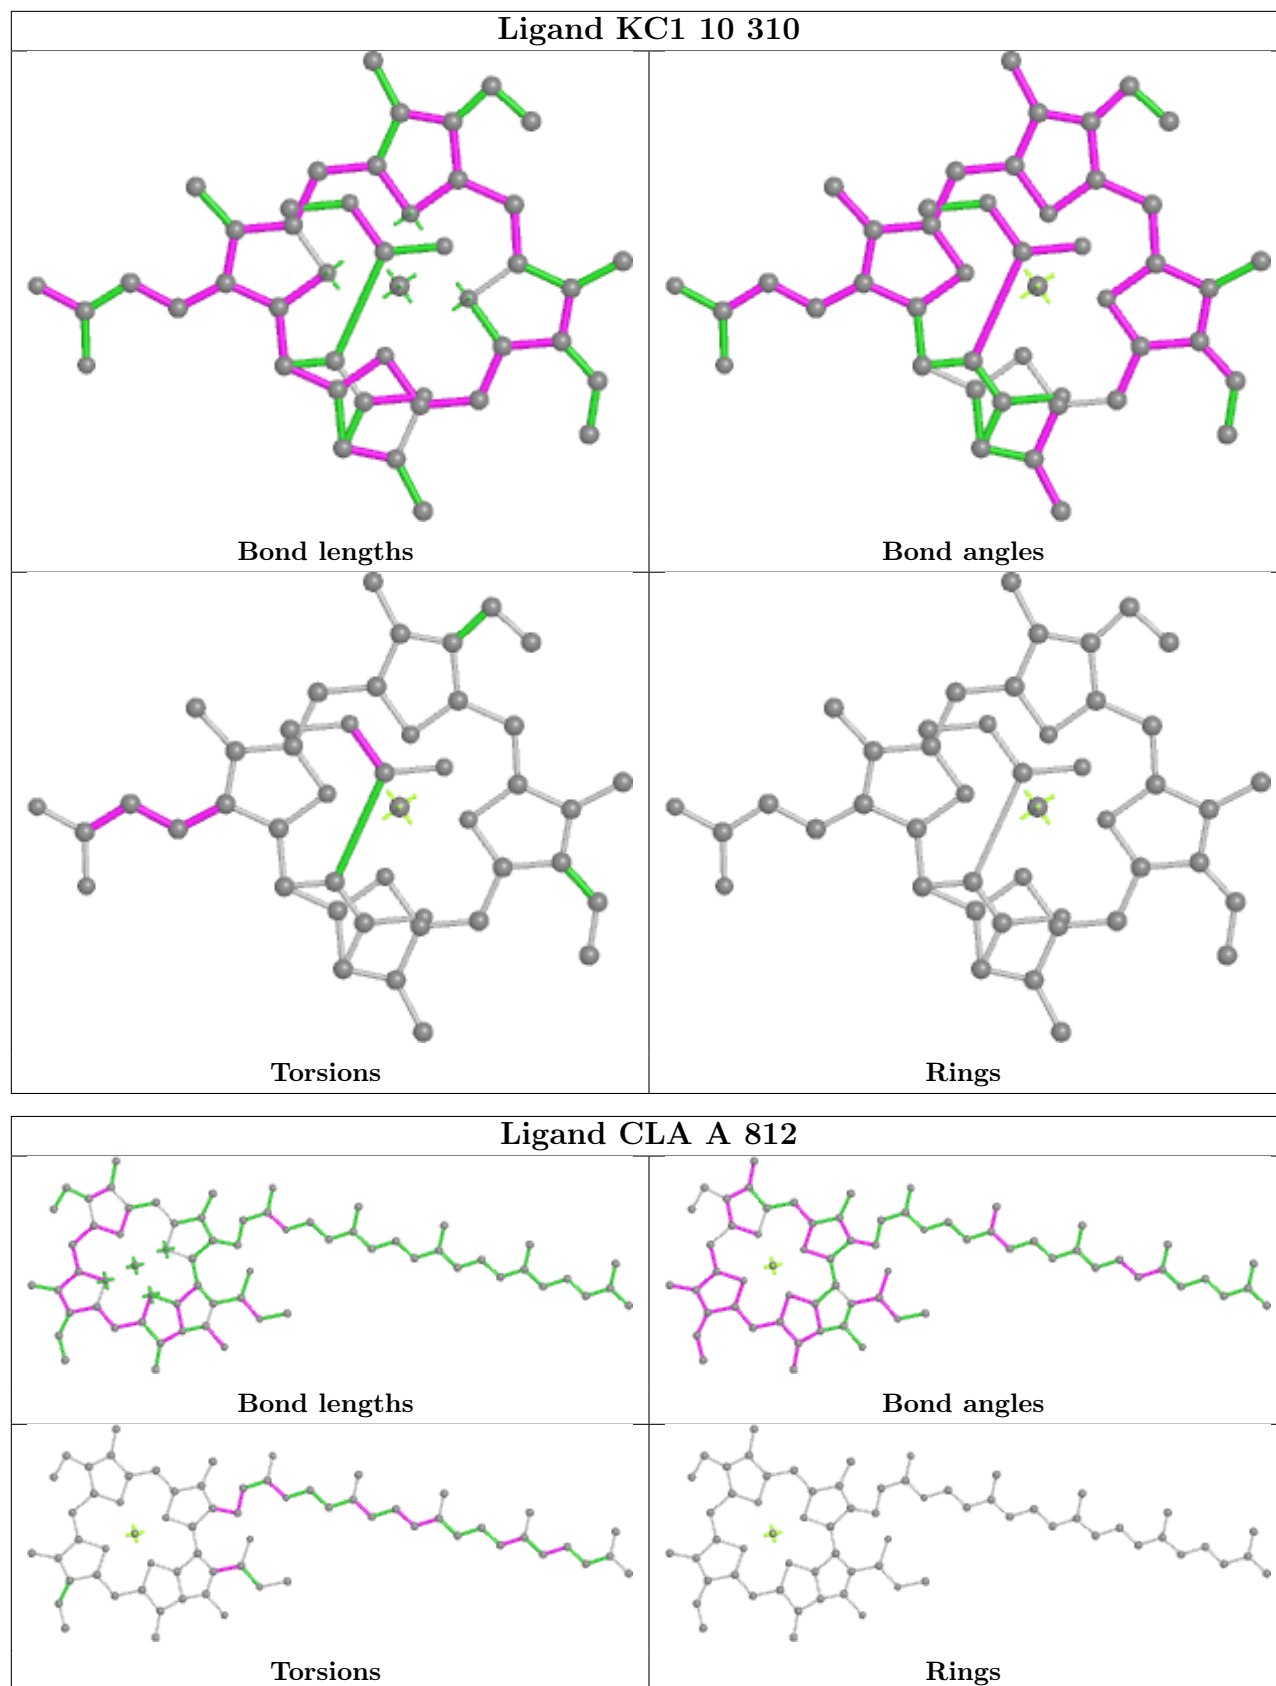 Ligand KC1 10 310
Bond lengths
Bond angles
Torsions
Rings
Ligand CLA A 812
Bond lengths
Bond angles
Torsions
Rings